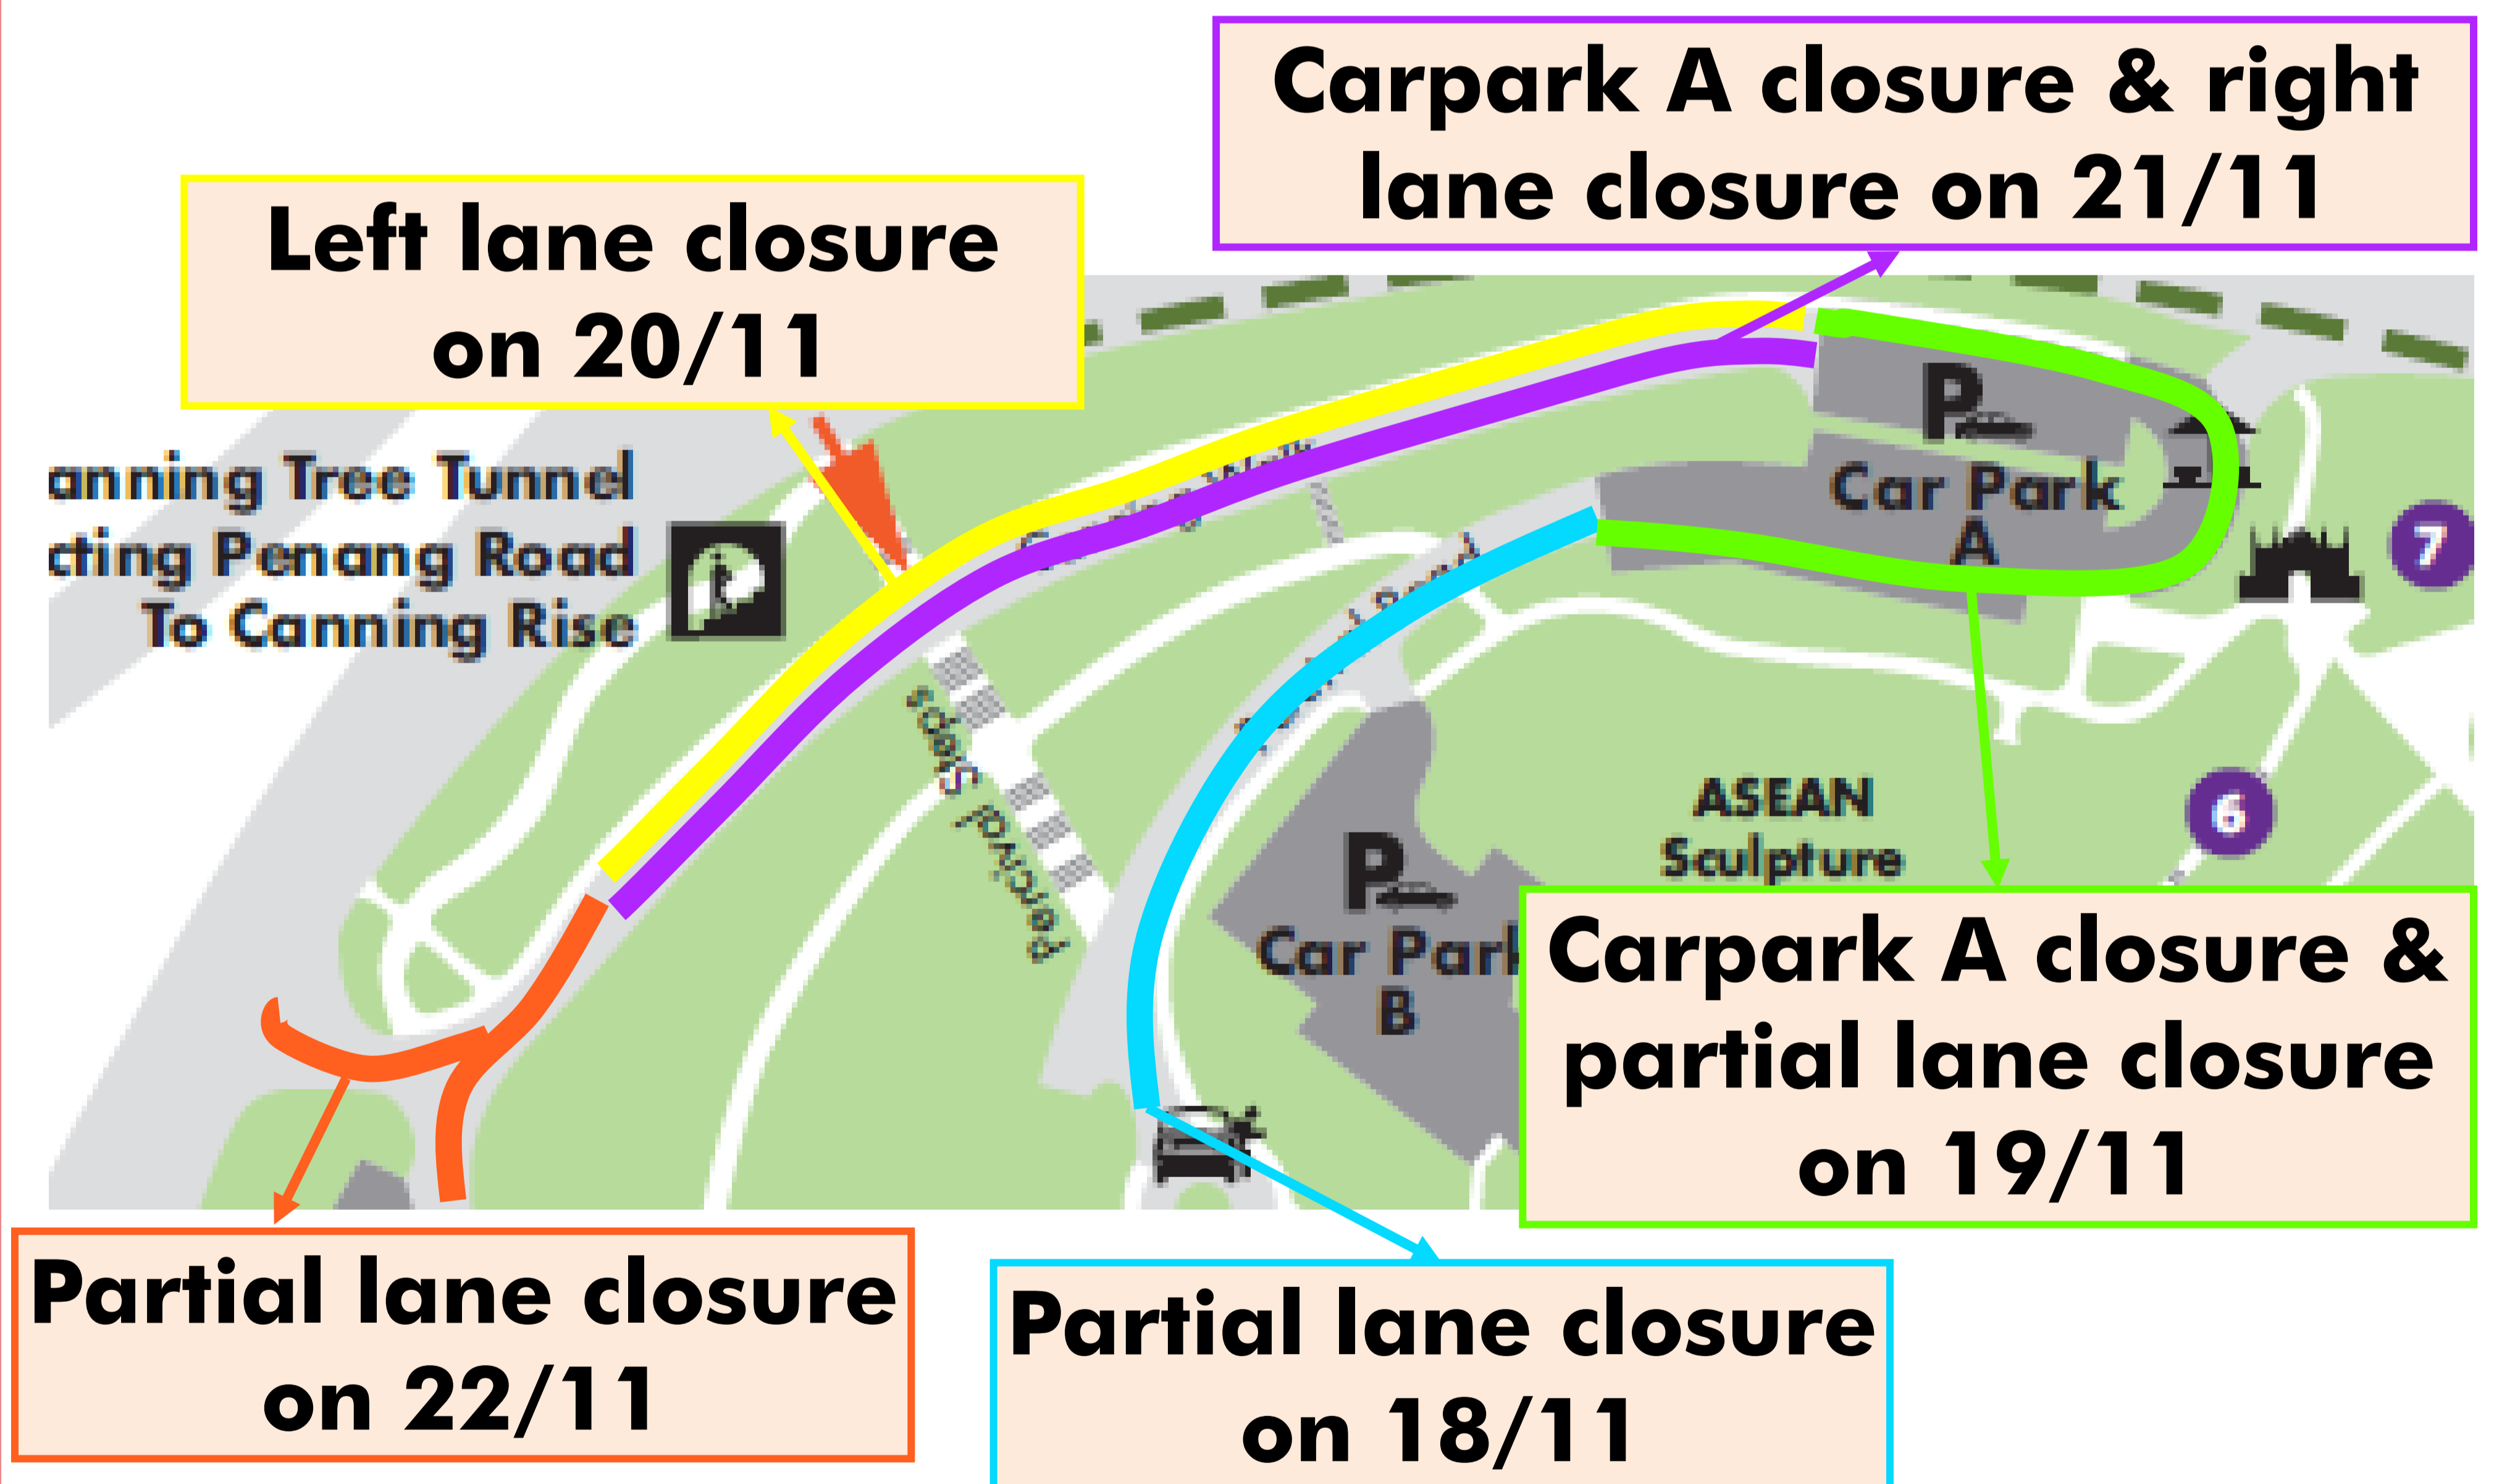 Carpark A closure & right
lane closure on 21/11
Left lane closure
on 20/11
anning Tree Tunnel
cting Penang Road
To Canning Rise
P
Car Park
A
7
Percival Steps
P
Car Park
B
ASEAN
Sculpture
6
Carpark A closure &
partial lane closure
on 19/11
Partial lane closure
on 22/11
Partial lane closure
on 18/11